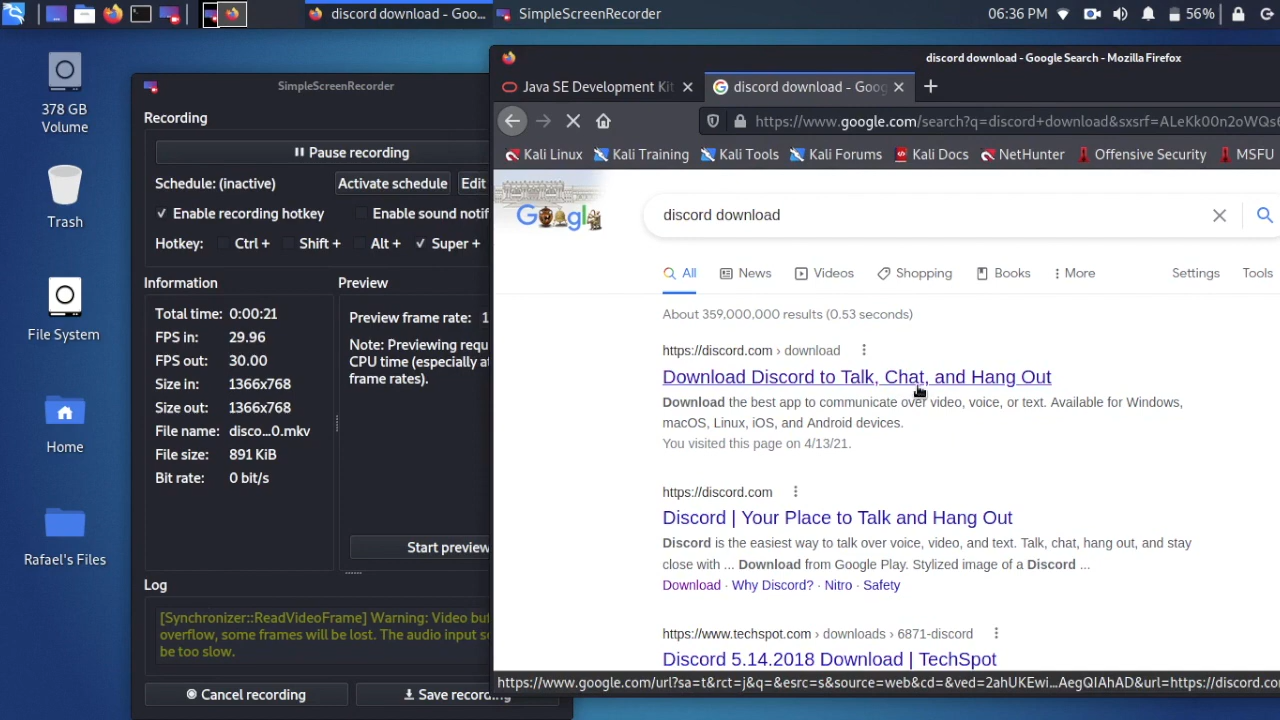 discord download - Goo...
SimpleScreenRecorder
06:36 PM
56%
378 GB
Volume
Trash
File System
Home
Rafael's Files
SimpleScreenRecorder
Recording
Pause recording
Schedule: (inactive)
Activate schedule
Edit
Enable recording hotkey
Enable sound notif
Hotkey:
Ctrl +
Shift +
Alt +
Super +
Information
Total time: 0:00:21
FPS in: 29.96
FPS out: 30.00
Size in: 1366x768
Size out: 1366x768
File name: disco...0.mkv
File size: 891 KiB
Bit rate: 0 bit/s
Preview
Preview frame rate: 1
Note: Previewing requ
CPU time (especially at
frame rates).
Start preview
Log
[Synchronizer::ReadVideoFrame] Warning: Video buf
overflow, some frames will be lost. The audio input s
be too slow.
Cancel recording
Save recording
discord download - Google Search - Mozilla Firefox
Java SE Development Kit
discord download - Goog
https://www.google.com/search?q=discord+download&sxsrf=ALeKk00n2oWQs6
Kali Linux
Kali Training
Kali Tools
Kali Forums
Kali Docs
NetHunter
Offensive Security
MSFU
Google
discord download
All
News
Videos
Shopping
Books
More
Settings
Tools
About 359,000,000 results (0.53 seconds)
https://discord.com › download
Download Discord to Talk, Chat, and Hang Out
Download the best app to communicate over video, voice, or text. Available for Windows,
macOS, Linux, iOS, and Android devices.
You visited this page on 4/13/21.
https://discord.com
Discord | Your Place to Talk and Hang Out
Discord is the easiest way to talk over voice, video, and text. Talk, chat, hang out, and stay
close with ... Download from Google Play. Stylized image of a Discord ...
Download · Why Discord? · Nitro · Safety
https://www.techspot.com › downloads › 6871-discord
Discord 5.14.2018 Download | TechSpot
https://www.google.com/url?sa=t&rct=j&q=&esrc=s&source=web&cd=&ved=2ahUKEwi...AegQIAhAD&url=https://discord.co